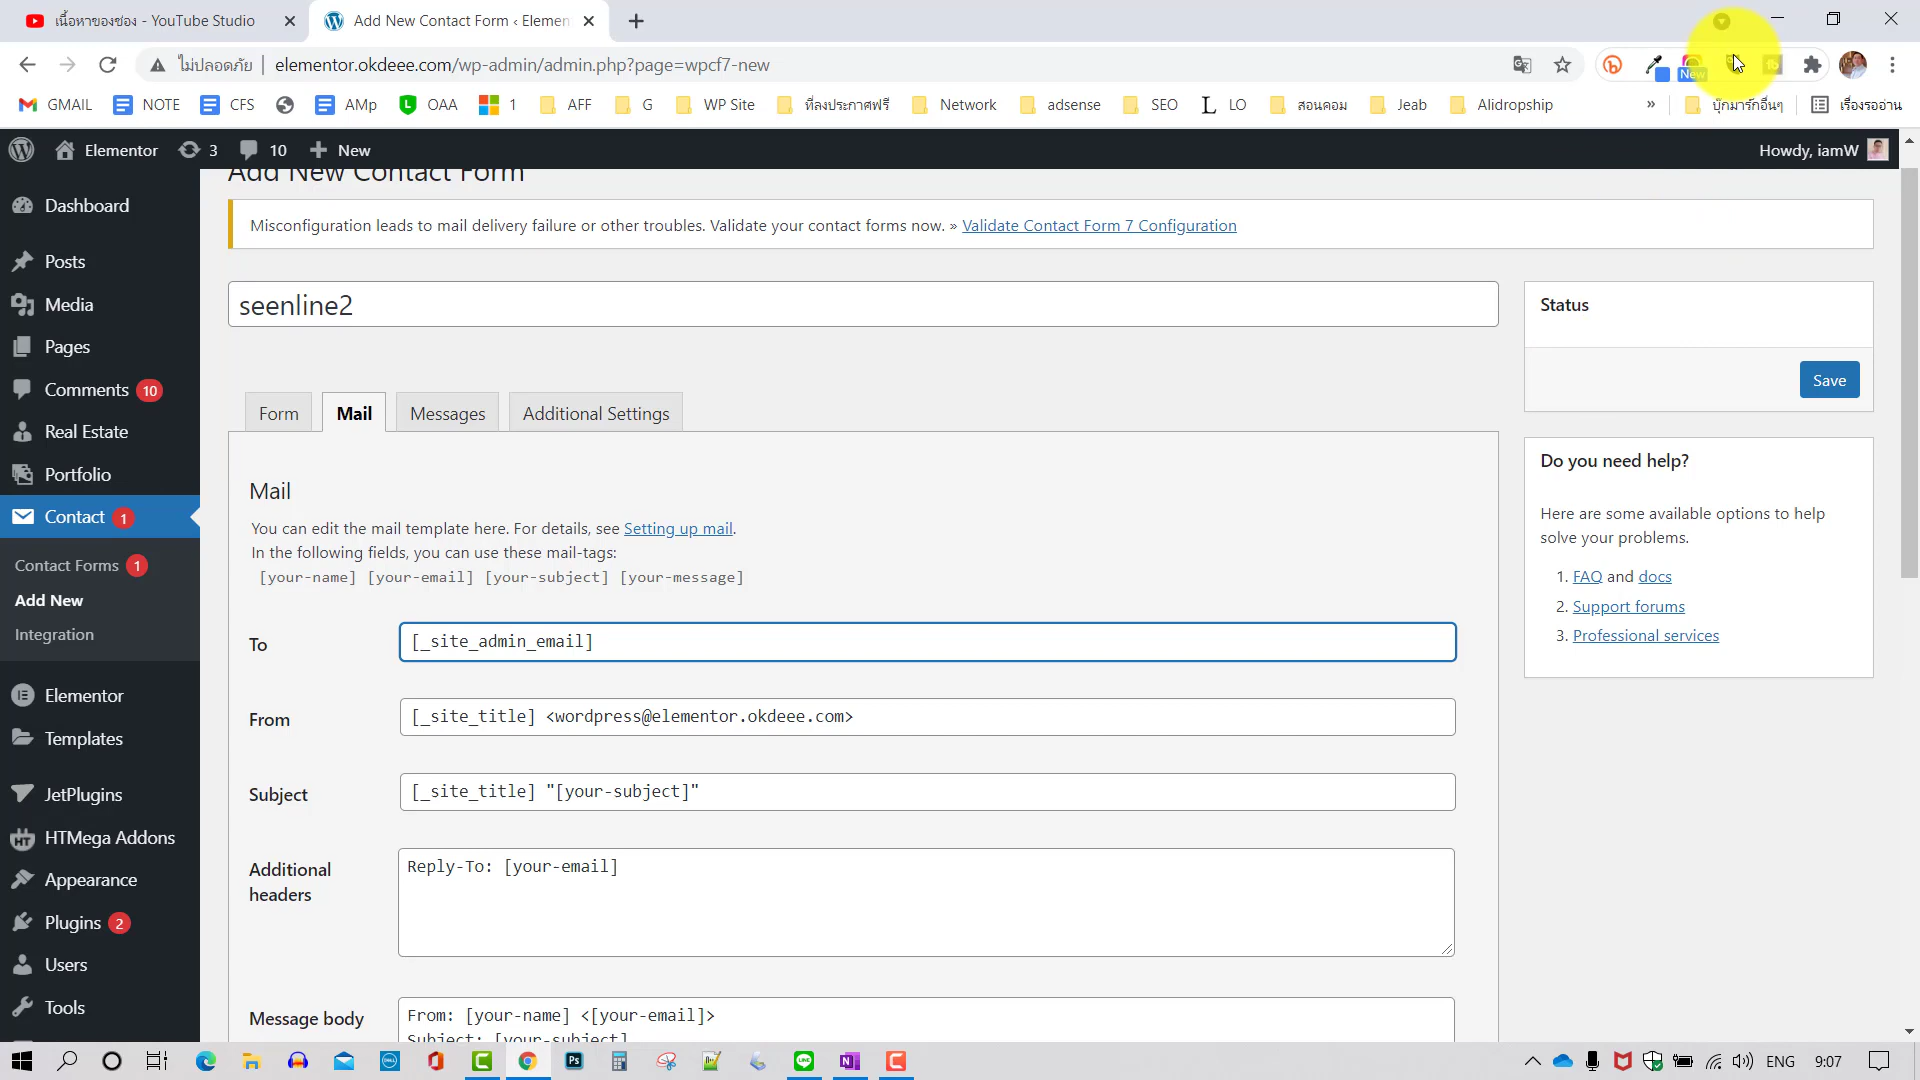 เนื้อหาของช่อง - YouTube Studio
Add New Contact Form ‹ Elemen
ไม่ปลอดภัย
elementor.okdeee.com/wp-admin/admin.php?page=wpcf7-new
New
GMAIL
NOTE
CFS
AMp
OAA
1
AFF
G
WP Site
ที่ลงประกาศฟรี
Network
adsense
SEO
LO
สอนคอม
Jeab
Alidropship
»
บุ๊กมาร์กอื่นๆ
เรื่องรออ่าน
Elementor
3
10
New
Howdy, iamW
Dashboard
Posts
Media
Pages
Comments 10
Real Estate
Portfolio
Contact 1
Contact Forms 1
Add New
Integration
Elementor
Templates
JetPlugins
HTMega Addons
Appearance
Plugins 2
Users
Tools
Add New Contact Form
Misconfiguration leads to mail delivery failure or other troubles. Validate your contact forms now. » Validate Contact Form 7 Configuration
seenline2
Form
Mail
Messages
Additional Settings
Mail
You can edit the mail template here. For details, see Setting up mail.
In the following fields, you can use these mail-tags:
[your-name] [your-email] [your-subject] [your-message]
To
[_site_admin_email]
From
[_site_title] <wordpress@elementor.okdeee.com>
Subject
[_site_title] "[your-subject]"
Additional
headers
Reply-To: [your-email]
Message body
From: [your-name] <[your-email]>
Subject: [your-subject]
Status
Save
Do you need help?
Here are some available options to help
solve your problems.
1. FAQ and docs
2. Support forums
3. Professional services
ENG
9:07